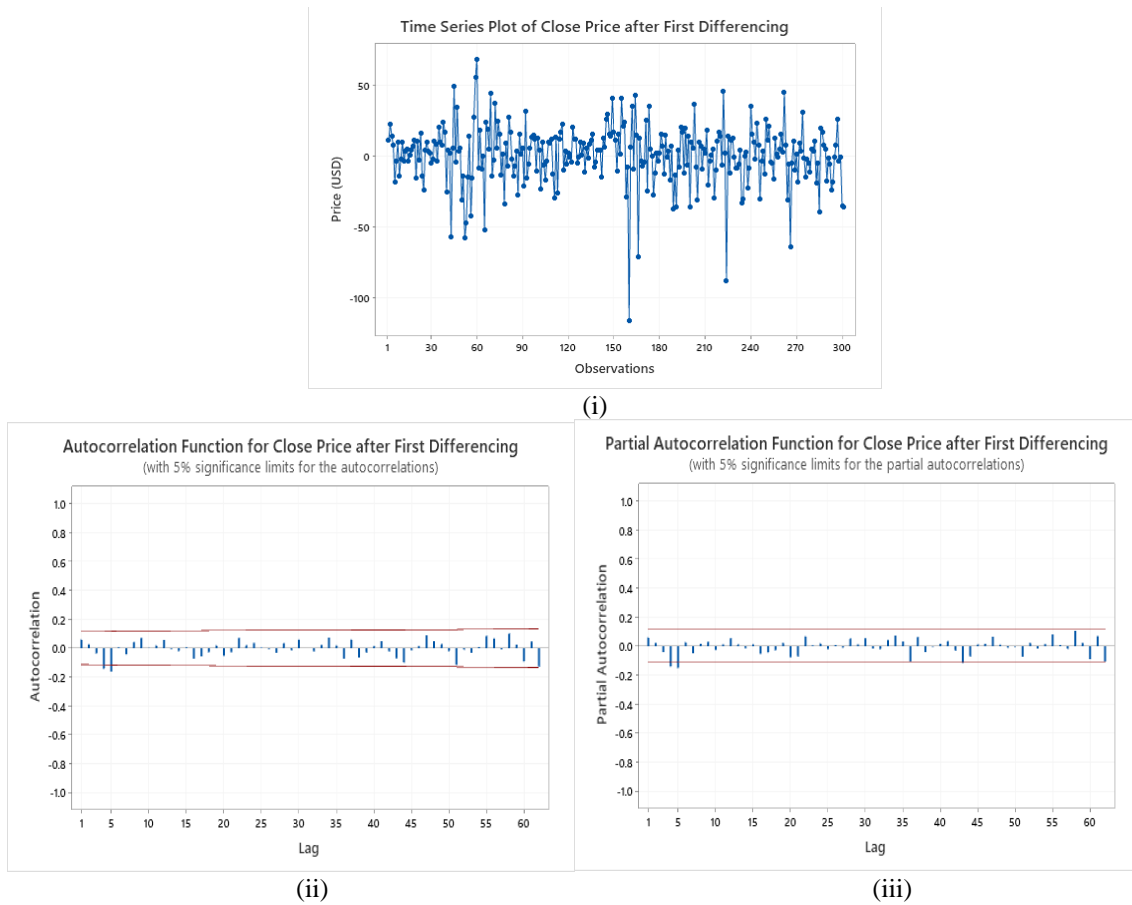 Time Series Plot of Close Price after First Differencing
Price (USD)
50
0
-50
-100
1 30 60 90 120 150 180 210 240 270 300
Observations
(i)
Autocorrelation Function for Close Price after First Differencing
(with 5% significance limits for the autocorrelations)
Autocorrelation
1.0
0.8
0.6
0.4
0.2
0.0
-0.2
-0.4
-0.6
-0.8
-1.0
1 5 10 15 20 25 30 35 40 45 50 55 60
Lag
(ii)
Partial Autocorrelation Function for Close Price after First Differencing
(with 5% significance limits for the partial autocorrelations)
Partial Autocorrelation
1.0
0.8
0.6
0.4
0.2
0.0
-0.2
-0.4
-0.6
-0.8
-1.0
1 5 10 15 20 25 30 35 40 45 50 55 60
Lag
(iii)